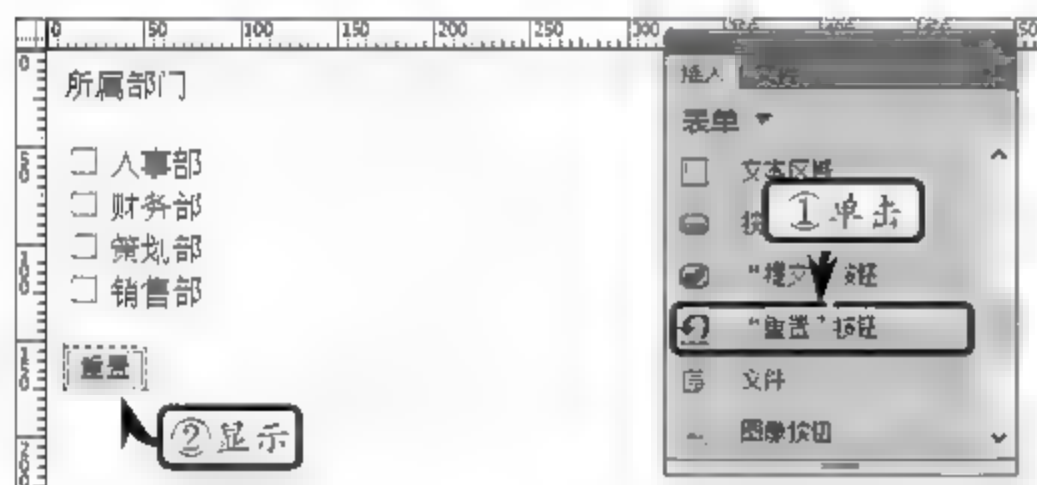 0 50 100 150 200 250 300
所属部门
人事部
财务部
策划部
销售部
重置
②显示
插入
表单
文本区域
①单击
"提交" 按钮
"重置"按钮
文件
图像按钮